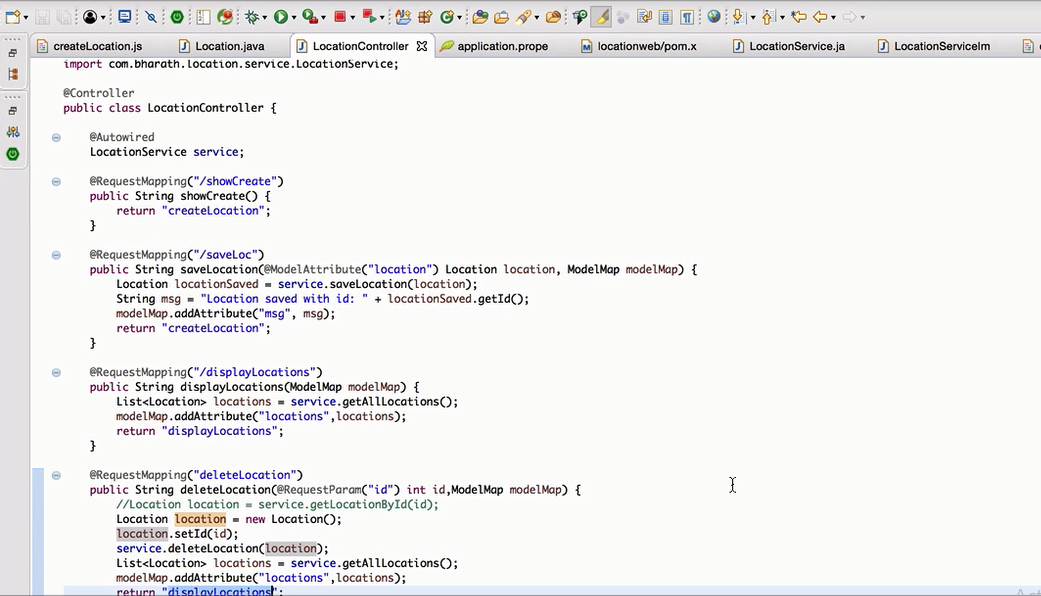 createLocation.js
Location.java
LocationController
application.prope
locationweb/pom.x
LocationService.ja
LocationServiceIm
import com.bharath.location.service.LocationService;
@Controller
public class LocationController {
@Autowired
LocationService service;
@RequestMapping("/showCreate")
public String showCreate() {
return "createLocation";
}
@RequestMapping("/saveLoc")
public String saveLocation(@ModelAttribute("location") Location location, ModelMap modelMap) {
Location locationSaved = service.saveLocation(location);
String msg = "Location saved with id: " + locationSaved.getId();
modelMap.addAttribute("msg", msg);
return "createLocation";
}
@RequestMapping("/displayLocations")
public String displayLocations(ModelMap modelMap) {
List<Location> locations = service.getAllLocations();
modelMap.addAttribute("locations",locations);
return "displayLocations";
}
@RequestMapping("deleteLocation")
public String deleteLocation(@RequestParam("id") int id,ModelMap modelMap) {
//Location location = service.getLocationById(id);
Location location = new Location();
location.setId(id);
service.deleteLocation(location);
List<Location> locations = service.getAllLocations();
modelMap.addAttribute("locations",locations);
return "displayLocations";